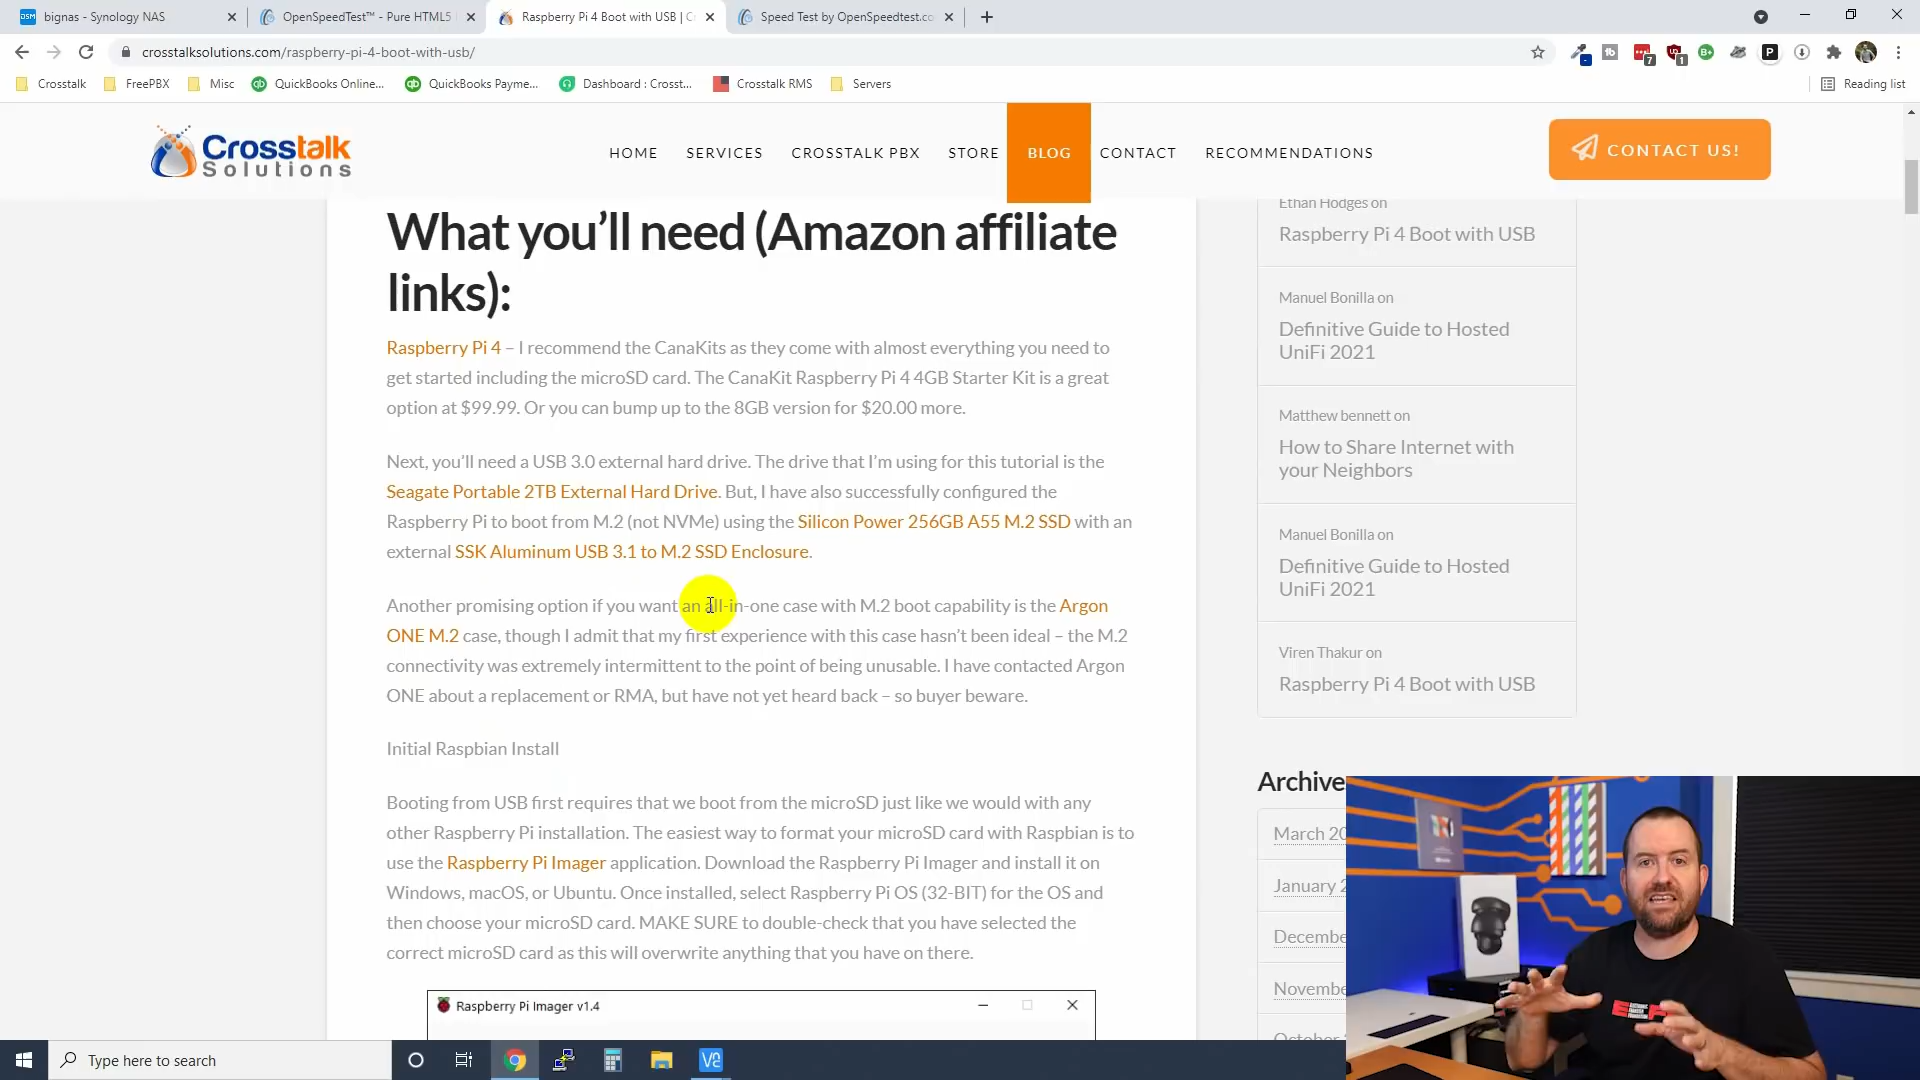 bignas - Synology NAS
OpenSpeedTest™ - Pure HTML5
Raspberry Pi 4 Boot with USB | C
Speed Test by OpenSpeedtest.co
crosstalksolutions.com/raspberry-pi-4-boot-with-usb/
Crosstalk
FreePBX
Misc
QuickBooks Online...
QuickBooks Payme...
Dashboard : Crosst...
Crosstalk RMS
Servers
Reading list
Crosstalk
Solutions
HOME
SERVICES
CROSSTALK PBX
STORE
BLOG
CONTACT
RECOMMENDATIONS
CONTACT US!
What you'll need (Amazon affiliate
links):
Raspberry Pi 4 – I recommend the CanaKits as they come with almost everything you need to
get started including the microSD card. The CanaKit Raspberry Pi 4 4GB Starter Kit is a great
option at $99.99. Or you can bump up to the 8GB version for $20.00 more.
Next, you'll need a USB 3.0 external hard drive. The drive that I'm using for this tutorial is the
Seagate Portable 2TB External Hard Drive. But, I have also successfully configured the
Raspberry Pi to boot from M.2 (not NVMe) using the Silicon Power 256GB A55 M.2 SSD with an
external SSK Aluminum USB 3.1 to M.2 SSD Enclosure.
Another promising option if you want an all-in-one case with M.2 boot capability is the Argon
ONE M.2 case, though I admit that my first experience with this case hasn't been ideal – the M.2
connectivity was extremely intermittent to the point of being unusable. I have contacted Argon
ONE about a replacement or RMA, but have not yet heard back – so buyer beware.
Initial Raspbian Install
Booting from USB first requires that we boot from the microSD just like we would with any
other Raspberry Pi installation. The easiest way to format your microSD card with Raspbian is to
use the Raspberry Pi Imager application. Download the Raspberry Pi Imager and install it on
Windows, macOS, or Ubuntu. Once installed, select Raspberry Pi OS (32-BIT) for the OS and
then choose your microSD card. MAKE SURE to double-check that you have selected the
correct microSD card as this will overwrite anything that you have on there.
Raspberry Pi Imager v1.4
Ethan Hodges on
Raspberry Pi 4 Boot with USB
Manuel Bonilla on
Definitive Guide to Hosted
UniFi 2021
Matthew bennett on
How to Share Internet with
your Neighbors
Manuel Bonilla on
Definitive Guide to Hosted
UniFi 2021
Viren Thakur on
Raspberry Pi 4 Boot with USB
Archive
March 20
January 2
Decembe
Novembe
October
Type here to search